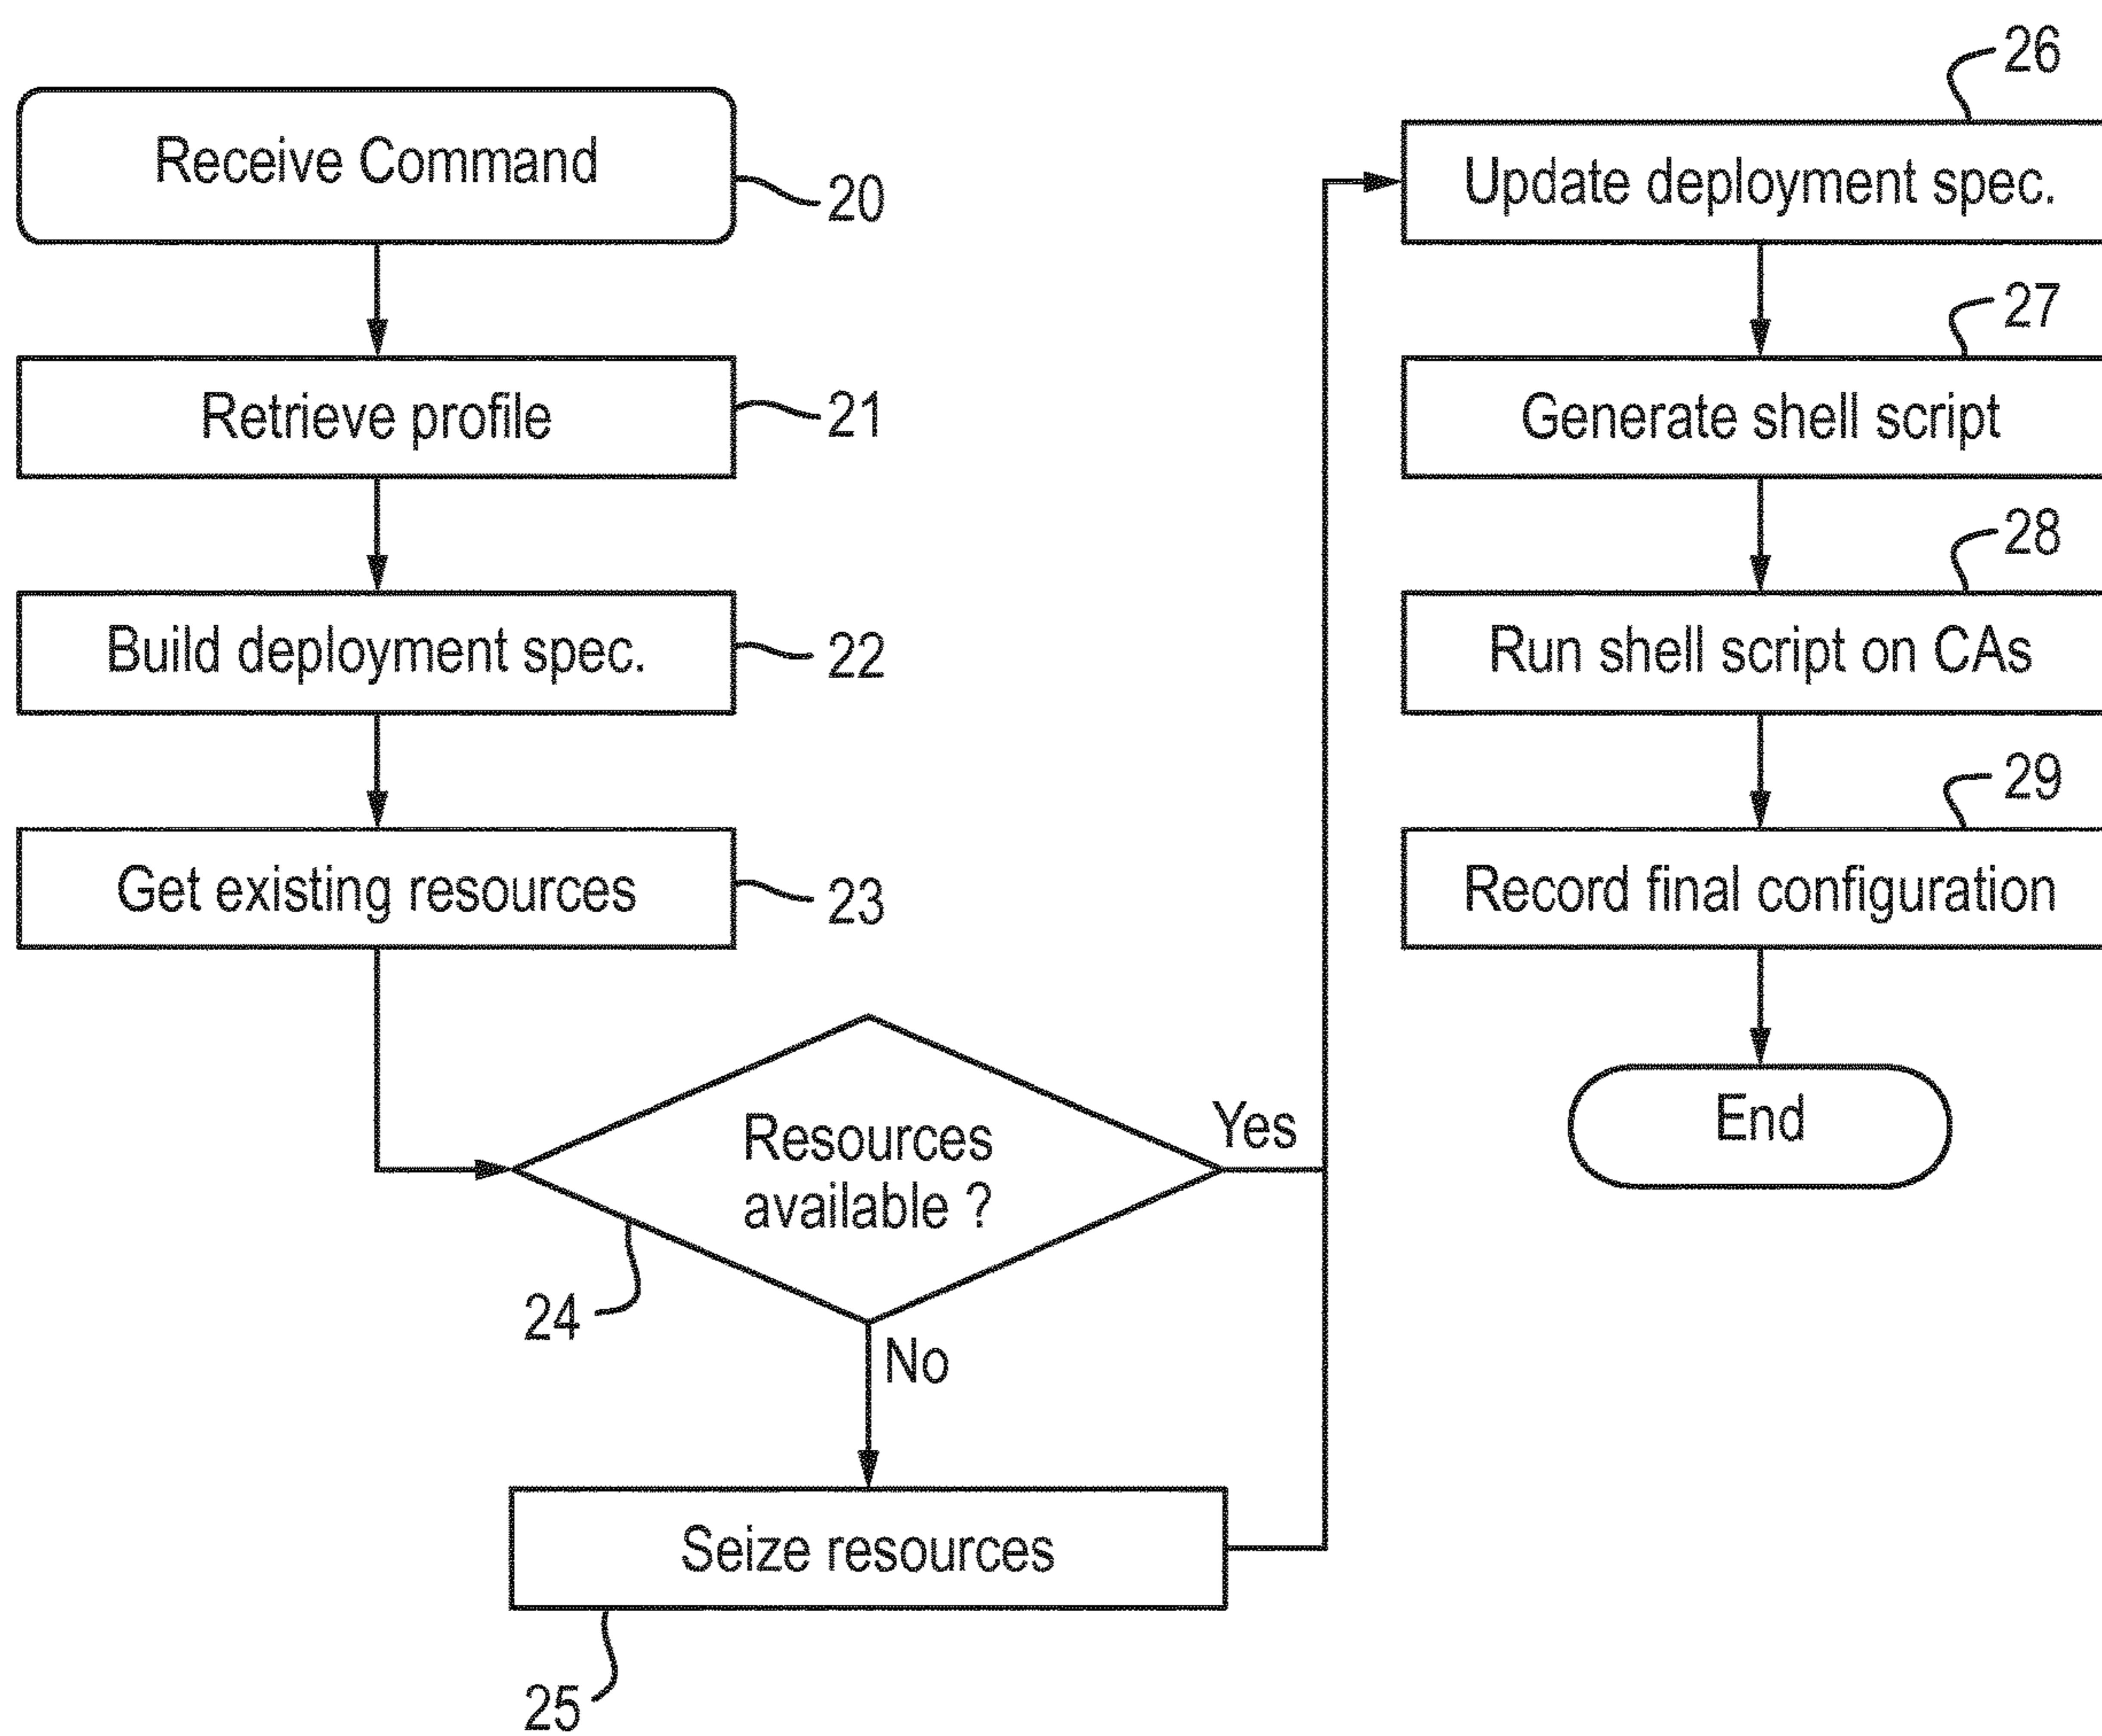 Receive Command
20
Retrieve profile
21
Build deployment spec.
22
Get existing resources
23
Resources
available ?
24
Yes
No
Seize resources
25
26
Update deployment spec.
27
Generate shell script
28
Run shell script on CAs
29
Record final configuration
End